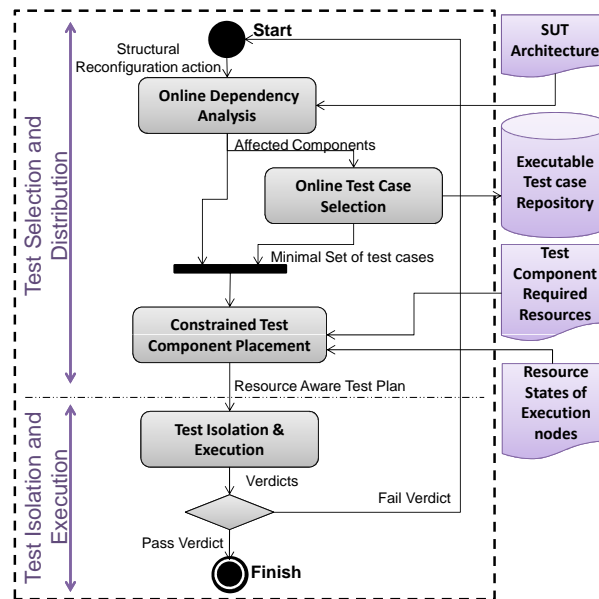 Start
Structural
Reconfiguration action
Online Dependency
Analysis
Affected Components
Online Test Case
Selection
Minimal Set of test cases
Constrained Test
Component Placement
Resource Aware Test Plan
Test Isolation &
Execution
Verdicts
Fail Verdict
Pass Verdict
Finish
Test Selection and
Distribution
Test Isolation and
Execution
SUT
Architecture
Executable
Test case
Repository
Test
Component
Required
Resources
Resource
States of
Execution
nodes